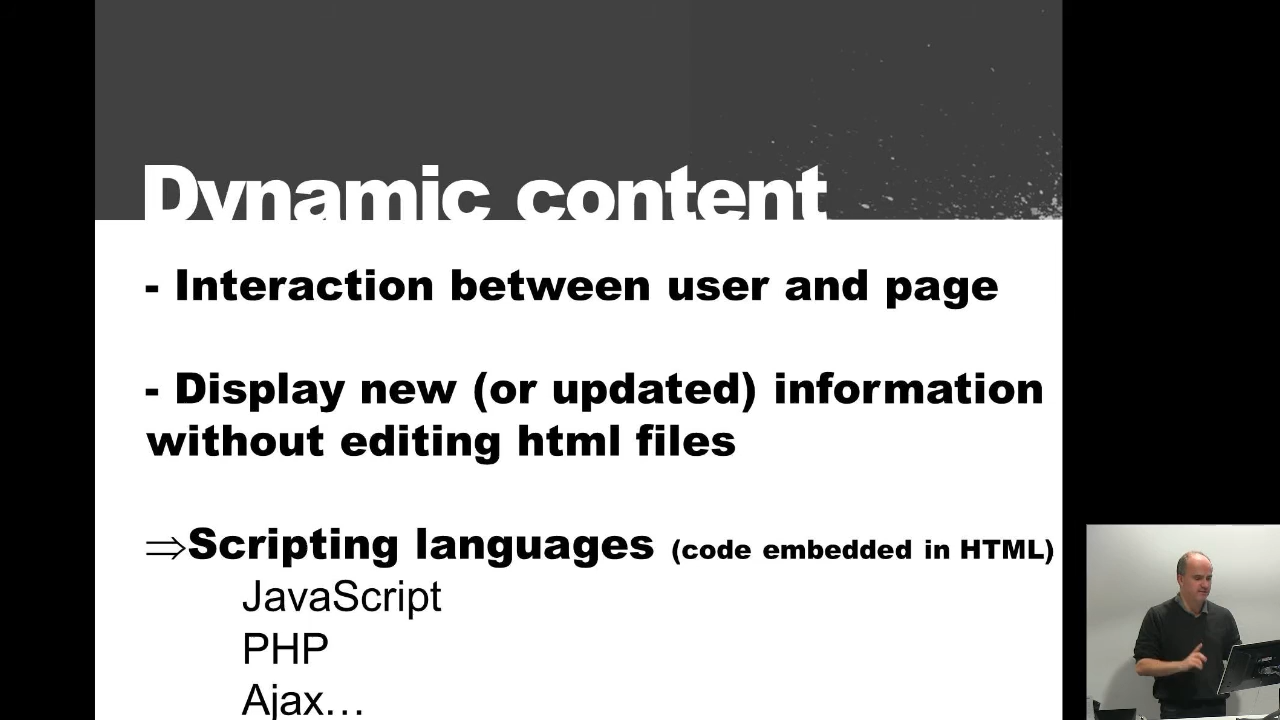 Dynamic content
- Interaction between user and page
- Display new (or updated) information
without editing html files
⇒Scripting languages (code embedded in HTML)
JavaScript
PHP
Ajax…